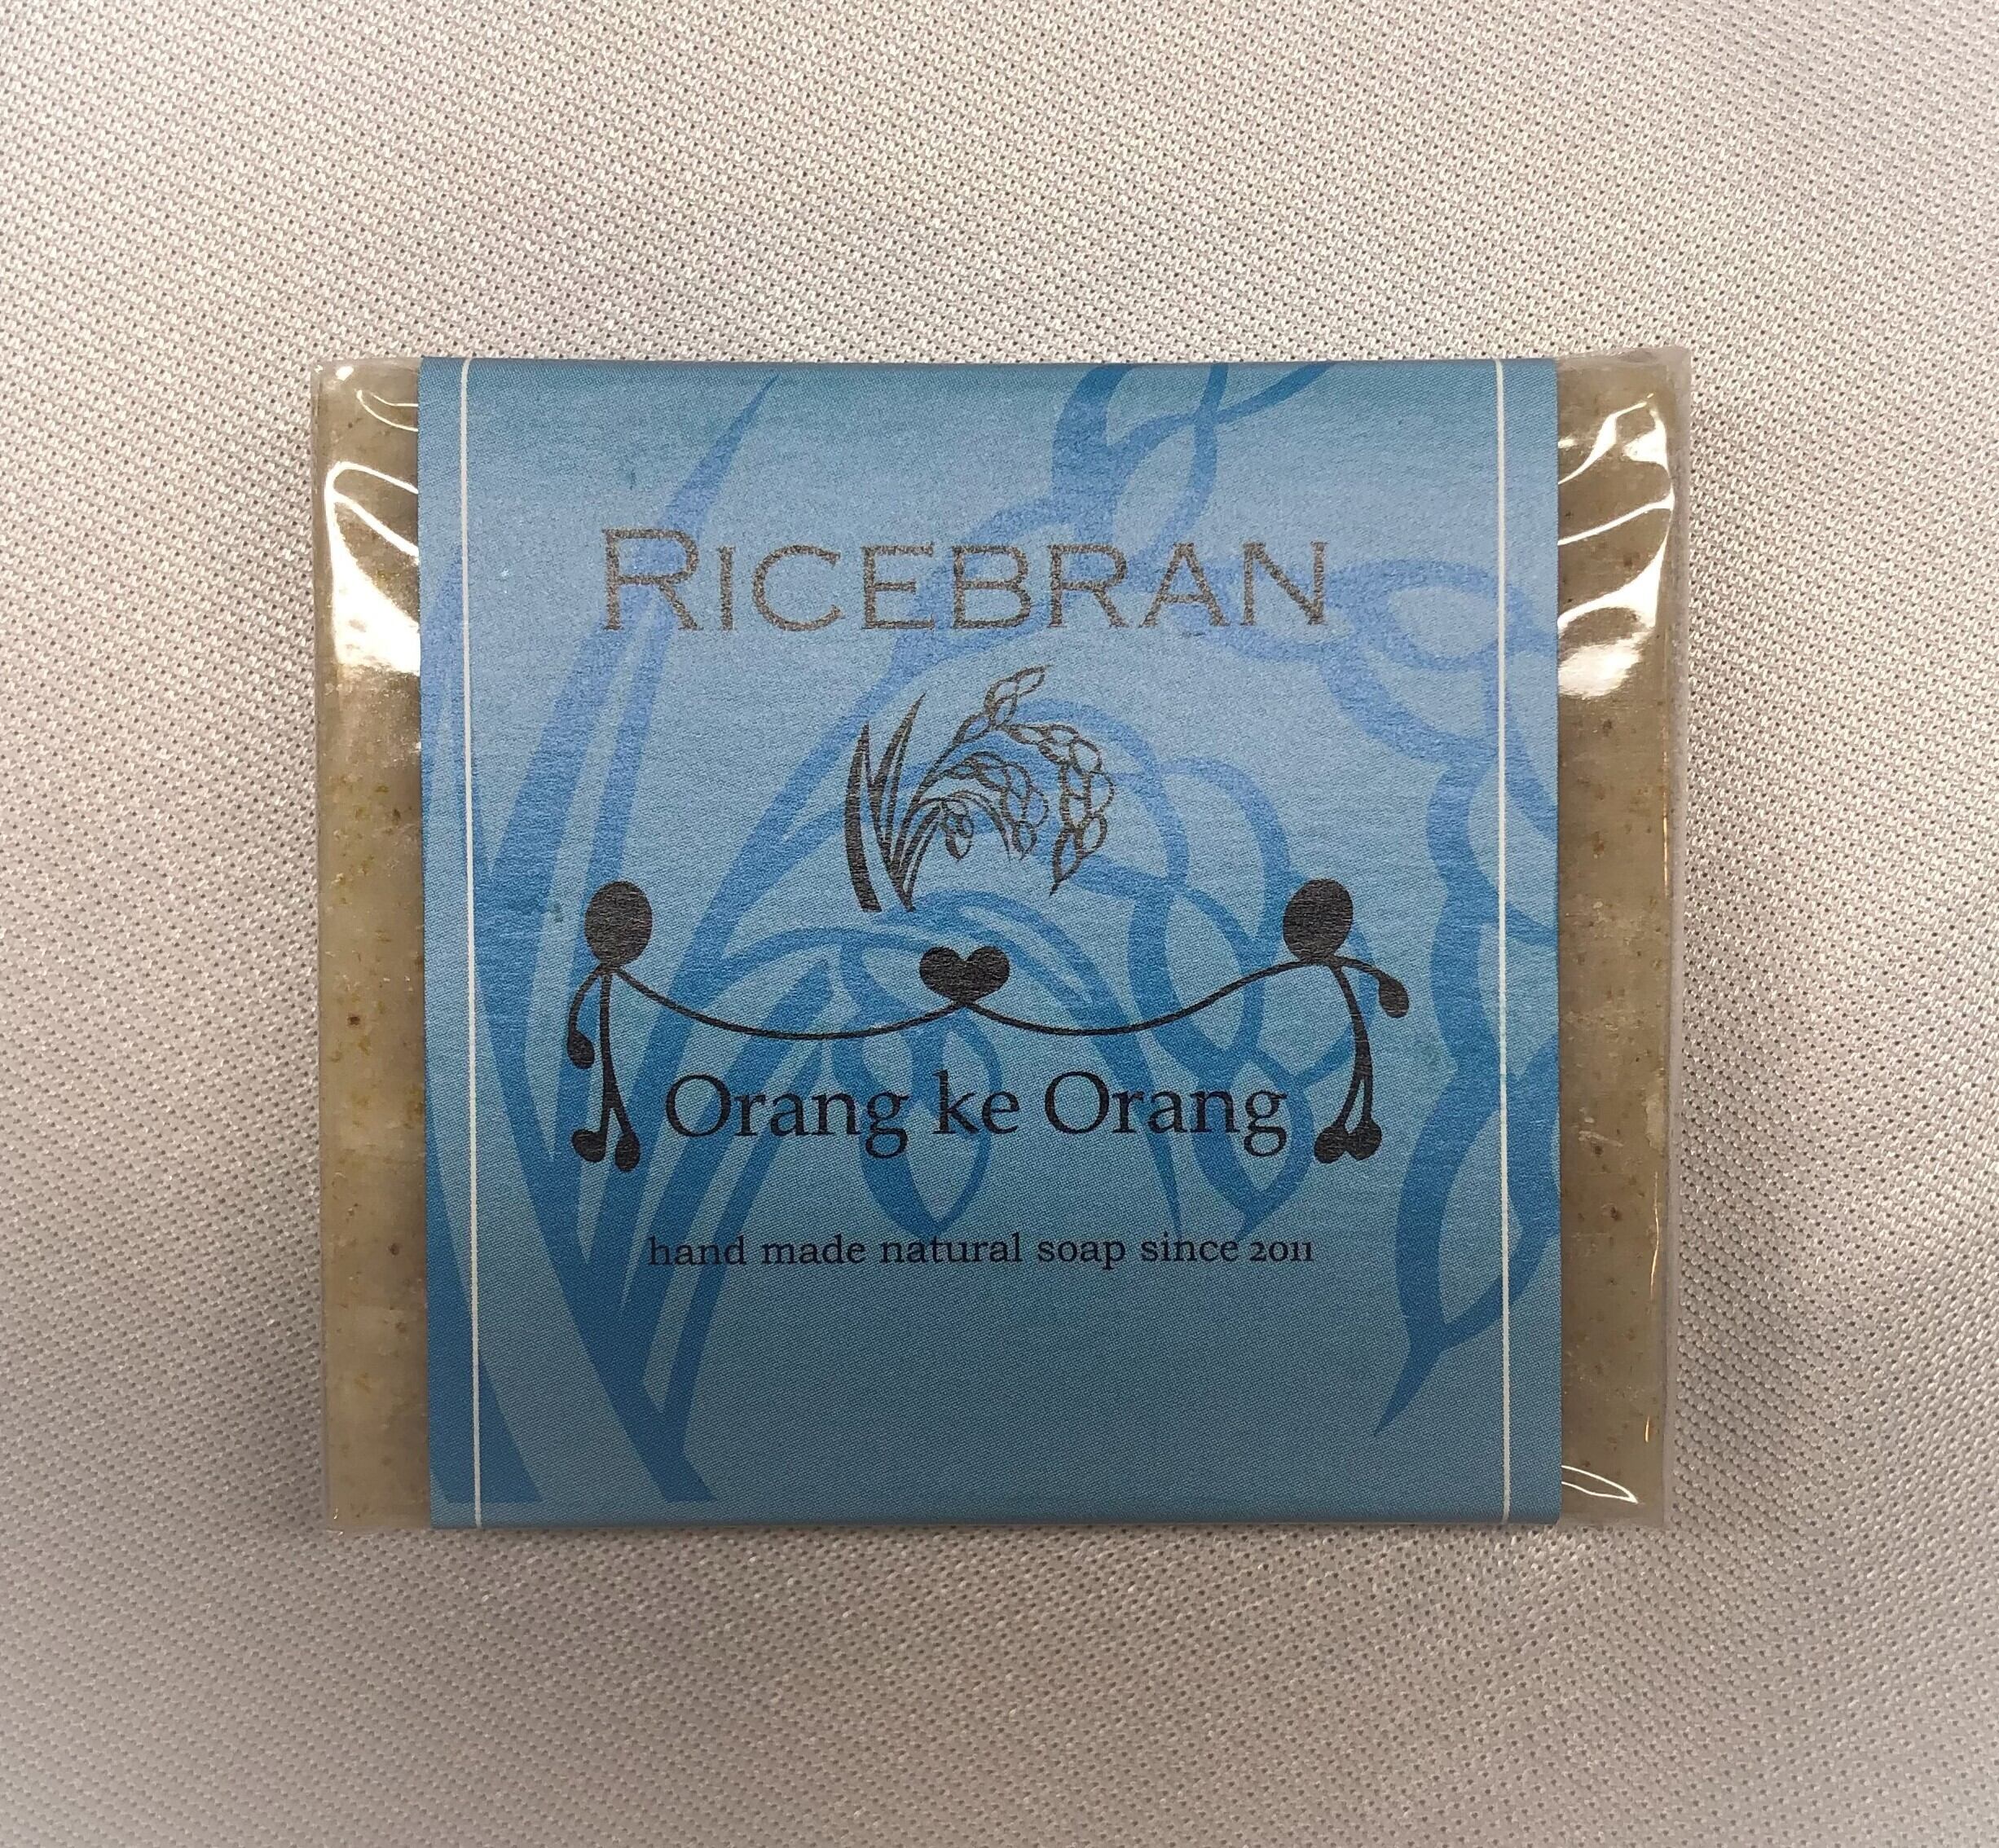 RICEBRAN
Orang ke Orang
hand made natural soap since 2011